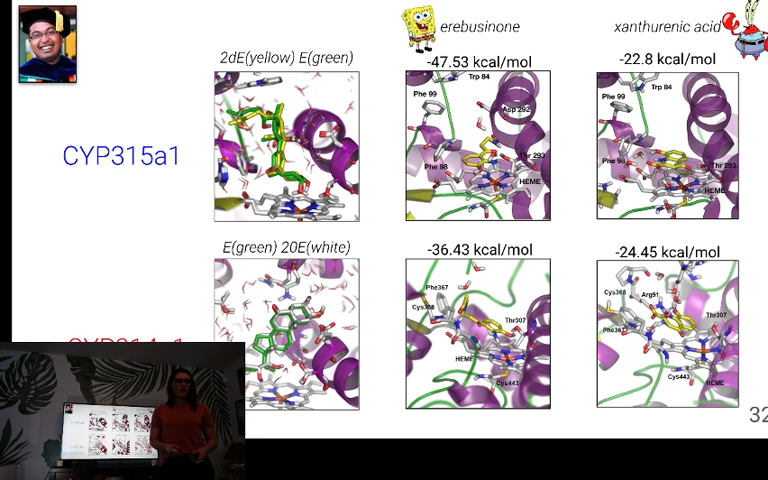 erebusinone
xanthurenic acid
2dE(yellow) E(green)
-47.53 kcal/mol
-22.8 kcal/mol
CYP315a1
Trp 84
Phe 99
Asp 292
Phe 98
Thr 293
HEME
Trp 84
Phe 99
Phe 98
Thr 293
HEME
E(green) 20E(white)
-36.43 kcal/mol
-24.45 kcal/mol
Phe367
Cys368
Thr307
HEME
Cys443
Cys368
Arg91
Phe367
Thr307
Cys443
HEME
32